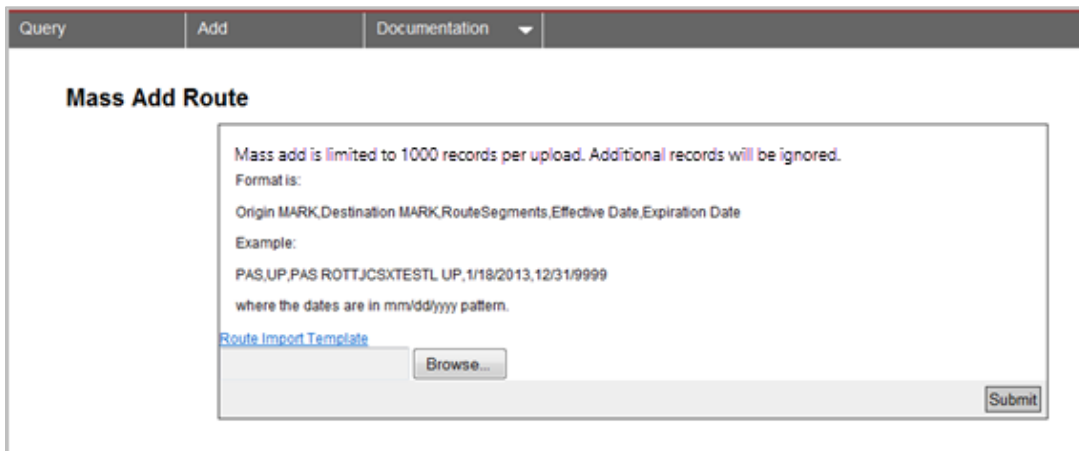 Query Add Documentation
Mass Add Route
Mass add is limited to 1000 records per upload. Additional records will be ignored.
Format is:
Origin MARK,Destination MARK,RouteSegments,Effective Date,Expiration Date
Example:
PAS,UP,PAS ROTTJCSXTESTL UP,1/18/2013,12/31/9999
where the dates are in mm/dd/yyyy pattern.
Route Import Template
Browse...
Submit